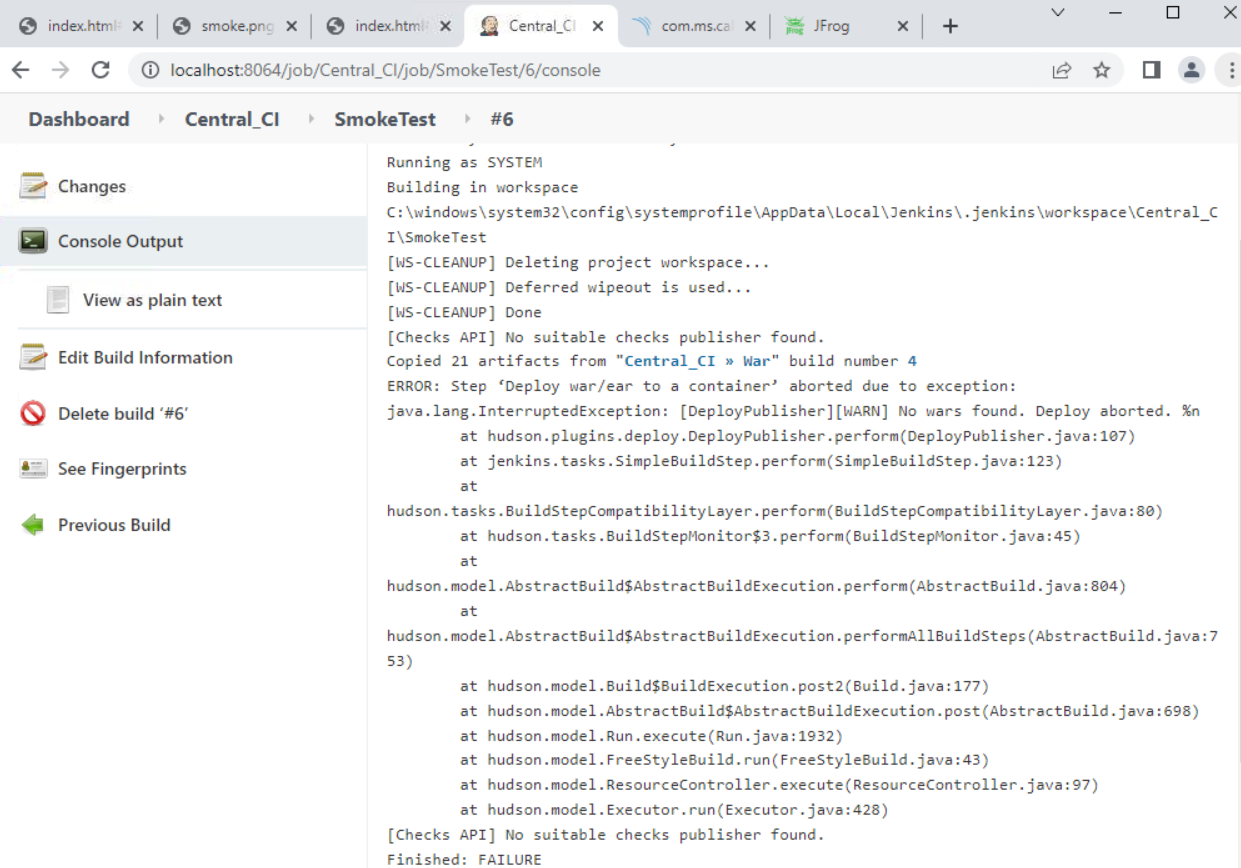 index.html
smoke.png
index.html
Central_CI
com.ms.cal
JFrog
localhost:8064/job/Central_CI/job/SmokeTest/6/console
Dashboard
Central_CI
SmokeTest
#6
Changes
Console Output
View as plain text
Edit Build Information
Delete build ‘#6’
See Fingerprints
Previous Build
Running as SYSTEM
Building in workspace
C:\windows\system32\config\systemprofile\AppData\Local\Jenkins\.jenkins\workspace\Central_C
I\SmokeTest
[WS-CLEANUP] Deleting project workspace...
[WS-CLEANUP] Deferred wipeout is used...
[WS-CLEANUP] Done
[Checks API] No suitable checks publisher found.
Copied 21 artifacts from "Central_CI » War" build number 4
ERROR: Step ‘Deploy war/ear to a container’ aborted due to exception:
java.lang.InterruptedException: [DeployPublisher][WARN] No wars found. Deploy aborted. %n
at hudson.plugins.deploy.DeployPublisher.perform(DeployPublisher.java:107)
at jenkins.tasks.SimpleBuildStep.perform(SimpleBuildStep.java:123)
at
hudson.tasks.BuildStepCompatibilityLayer.perform(BuildStepCompatibilityLayer.java:80)
at hudson.tasks.BuildStepMonitor$3.perform(BuildStepMonitor.java:45)
at
hudson.model.AbstractBuild$AbstractBuildExecution.perform(AbstractBuild.java:804)
at
hudson.model.AbstractBuild$AbstractBuildExecution.performAllBuildSteps(AbstractBuild.java:7
53)
at hudson.model.Build$BuildExecution.post2(Build.java:177)
at hudson.model.AbstractBuild$AbstractBuildExecution.post(AbstractBuild.java:698)
at hudson.model.Run.execute(Run.java:1932)
at hudson.model.FreeStyleBuild.run(FreeStyleBuild.java:43)
at hudson.model.ResourceController.execute(ResourceController.java:97)
at hudson.model.Executor.run(Executor.java:428)
[Checks API] No suitable checks publisher found.
Finished: FAILURE